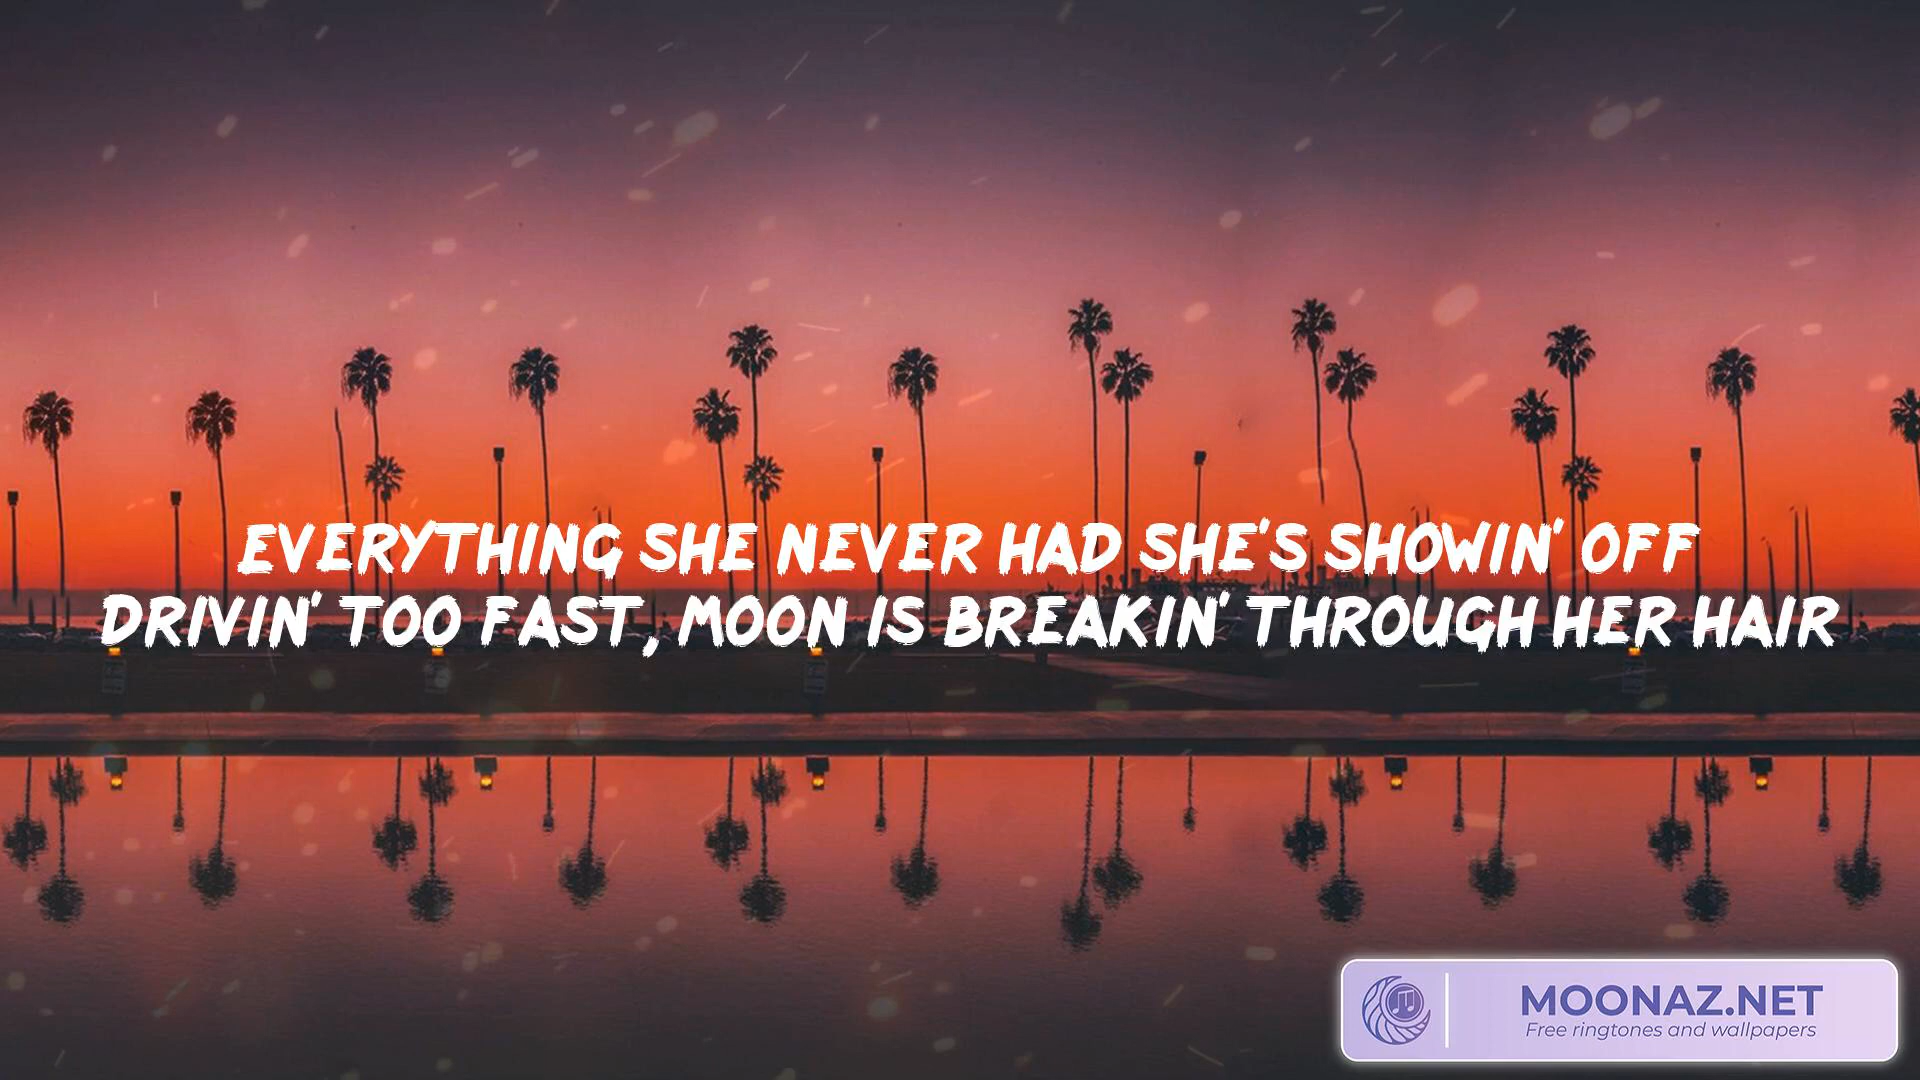 EVERYTHING SHE NEVER HAD SHE'S SHOWIN' OFF
DRIVIN' TOO FAST, MOON IS BREAKIN' THROUGH HER HAIR
MOONAZ.NET
Free ringtones and wallpapers